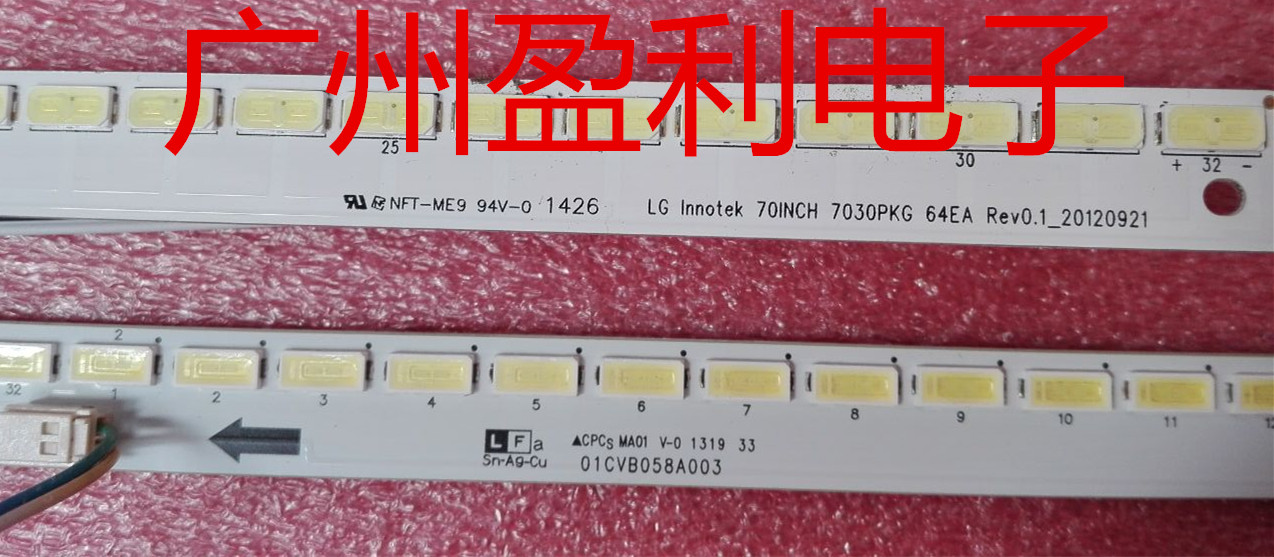 广州盈利电子
25 30 + 32 -
NFT-ME9 94V-0 1426 LG Innotek 70INCH 7030PKG 64EA Rev0.1_20120921
2
32 1 2 3 4 5 6 7 8 9 10 11 12
LFa ▲CPCs MA01 V-0 1319 33
Sn-Ag-Cu 01CVB058A003